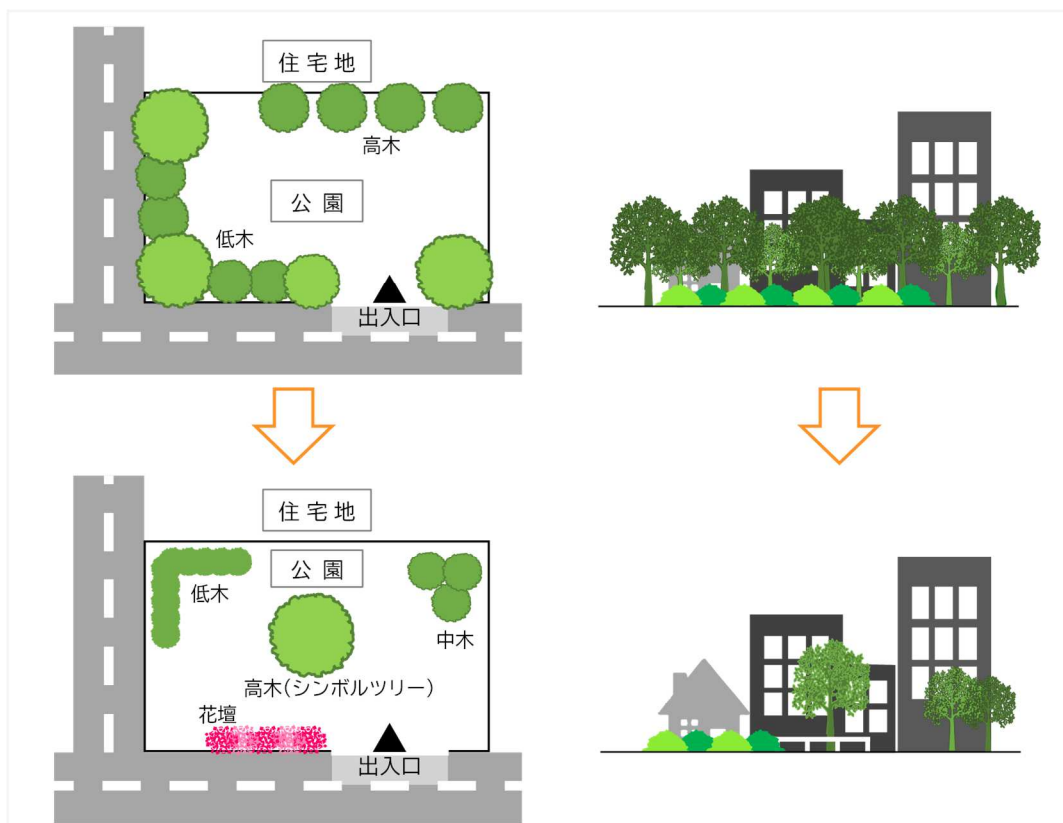 住宅地
高木
公園
低木
出入口
住宅地
公園
低木
中木
高木(シンボルツリー)
花壇
出入口